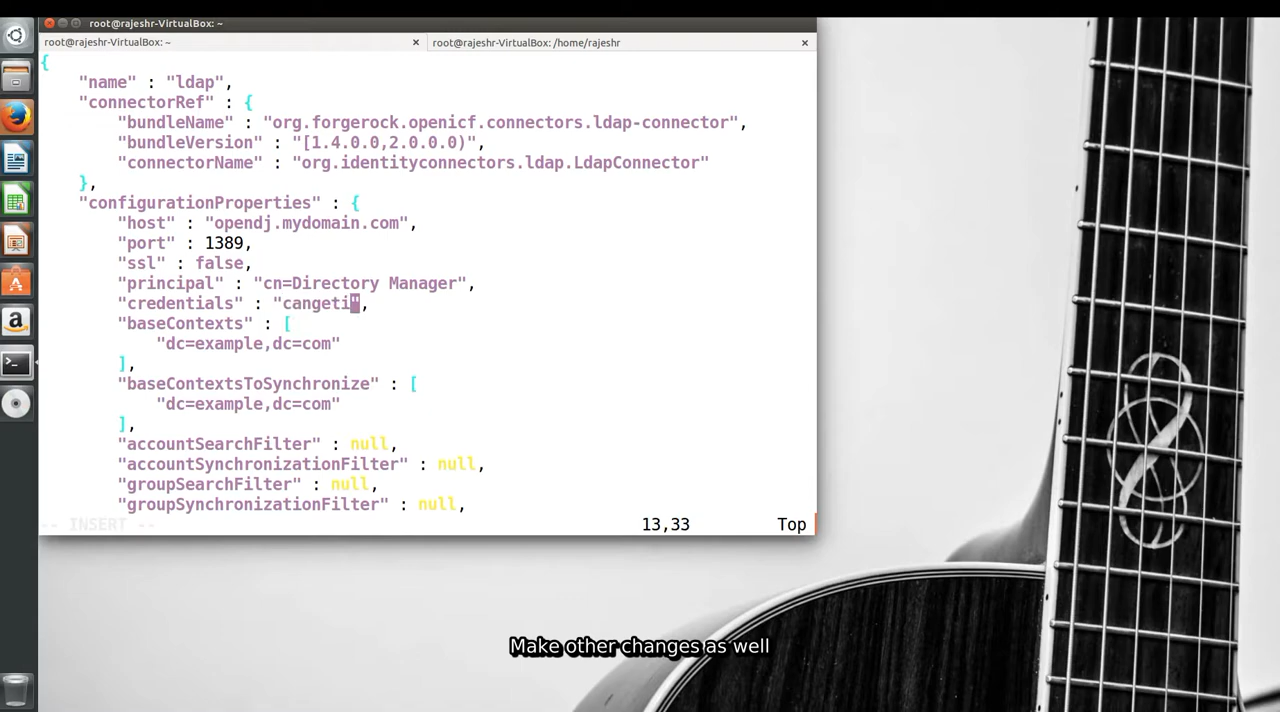 root@rajeshr-VirtualBox: ~
root@rajeshr-VirtualBox: ~
root@rajeshr-VirtualBox: /home/rajeshr
{
    "name" : "ldap",
    "connectorRef" : {
        "bundleName" : "org.forgerock.openicf.connectors.ldap-connector",
        "bundleVersion" : "[1.4.0.0,2.0.0.0)",
        "connectorName" : "org.identityconnectors.ldap.LdapConnector"
    },
    "configurationProperties" : {
        "host" : "opendj.mydomain.com",
        "port" : 1389,
        "ssl" : false,
        "principal" : "cn=Directory Manager",
        "credentials" : "cangeti",
        "baseContexts" : [
            "dc=example,dc=com"
        ],
        "baseContextsToSynchronize" : [
            "dc=example,dc=com"
        ],
        "accountSearchFilter" : null,
        "accountSynchronizationFilter" : null,
        "groupSearchFilter" : null,
        "groupSynchronizationFilter" : null,
-- INSERT -- 13,33 Top
Make other changes as well